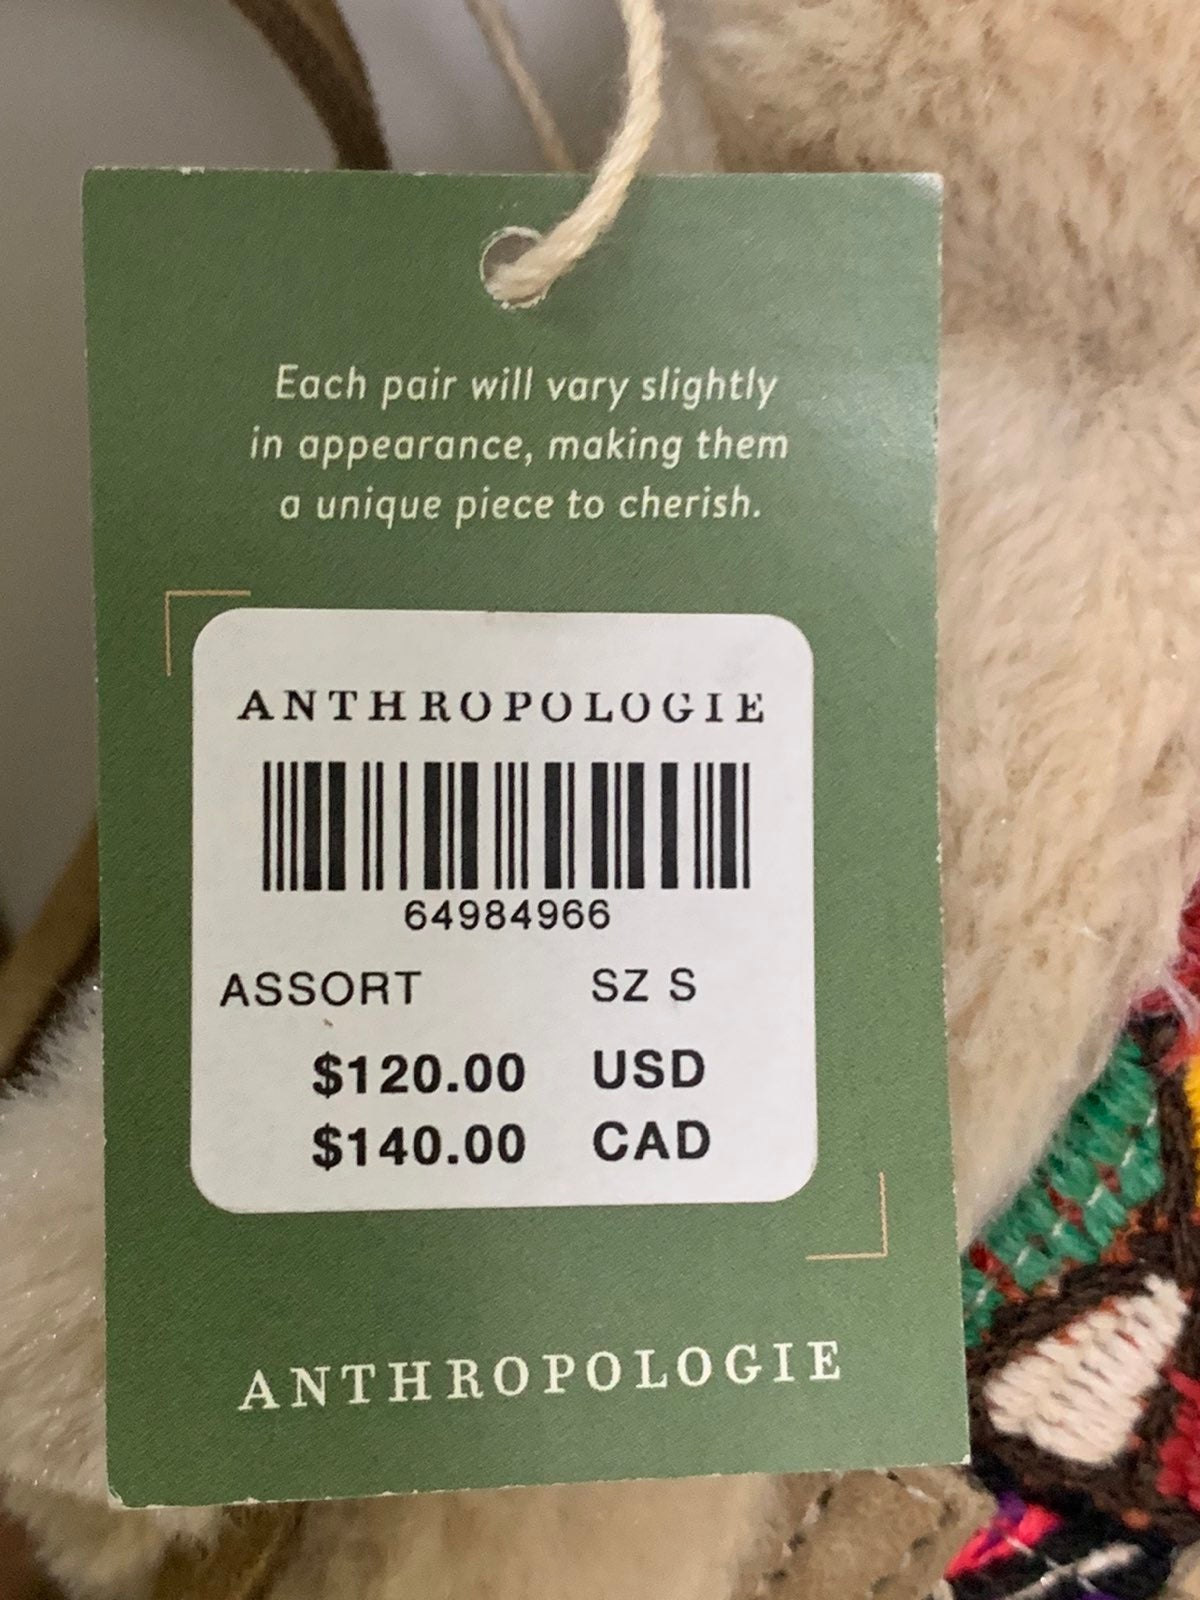 Each pair will vary slightly
in appearance, making them
a unique piece to cherish.
ANTHROPOLOGIE
64984966
ASSORT SZ S
$120.00 USD
$140.00 CAD
ANTHROPOLOGIE